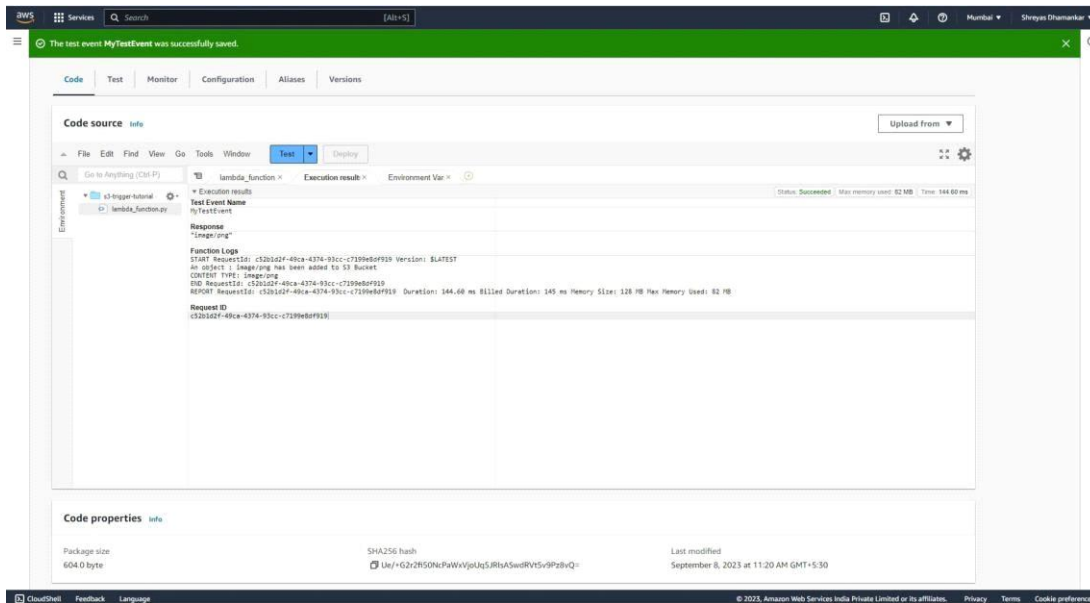 aws
Services
Search
[Alt+S]
Mumbai
Shreyas Dhamankar
The test event MyTestEvent was successfully saved.
Code
Test
Monitor
Configuration
Aliases
Versions
Code source
Info
Upload from
File Edit Find View Go Tools Window
Test
Deploy
Go to Anything (Ctrl-P)
lambda_function
Execution result
Environment Var
Environment
s3-trigger-tutorial
lambda_function.py
Execution results
Status: Succeeded
Max memory used: 82 MB
Time: 144.60 ms
Test Event Name
MyTestEvent
Response
"image/png"
Function Logs
START RequestId: c52b1d2f-49ca-4374-93cc-c7199e8df919 Version: $LATEST
An object : image/png has been added to S3 Bucket
CONTENT TYPE: image/png
END RequestId: c52b1d2f-49ca-4374-93cc-c7199e8df919
REPORT RequestId: c52b1d2f-49ca-4374-93cc-c7199e8df919 Duration: 144.60 ms Billed Duration: 145 ms Memory Size: 128 MB Max Memory Used: 82 MB
Request ID
c52b1d2f-49ca-4374-93cc-c7199e8df919
Code properties
Info
Package size
604.0 byte
SHA256 hash
Last modified
September 8, 2023 at 11:20 AM GMT+5:30
CloudShell
Feedback
Language
© 2023, Amazon Web Services India Private Limited or its affiliates.
Privacy
Terms
Cookie preferenc